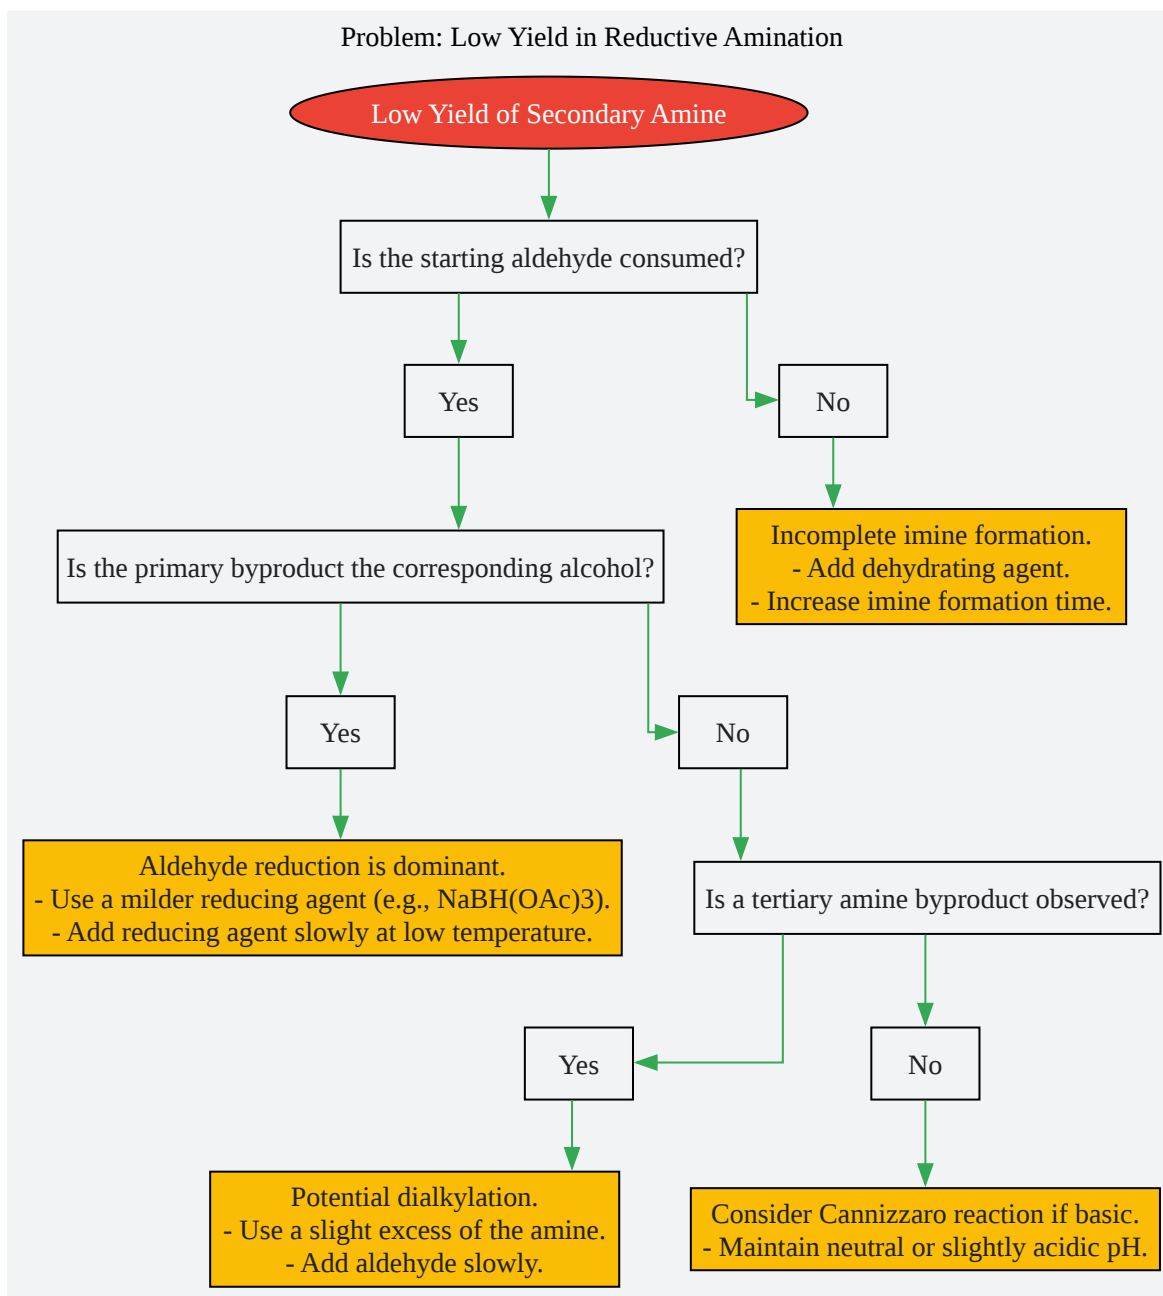 Problem: Low Yield in Reductive Amination
Low Yield of Secondary Amine
Is the starting aldehyde consumed?
Yes
No
Incomplete imine formation.
- Add dehydrating agent.
- Increase imine formation time.
Is the primary byproduct the corresponding alcohol?
Yes
No
Aldehyde reduction is dominant.
- Use a milder reducing agent (e.g., NaBH(OAc)3).
- Add reducing agent slowly at low temperature.
Is a tertiary amine byproduct observed?
Yes
No
Potential dialkylation.
- Use a slight excess of the amine.
- Add aldehyde slowly.
Consider Cannizzaro reaction if basic.
- Maintain neutral or slightly acidic pH.